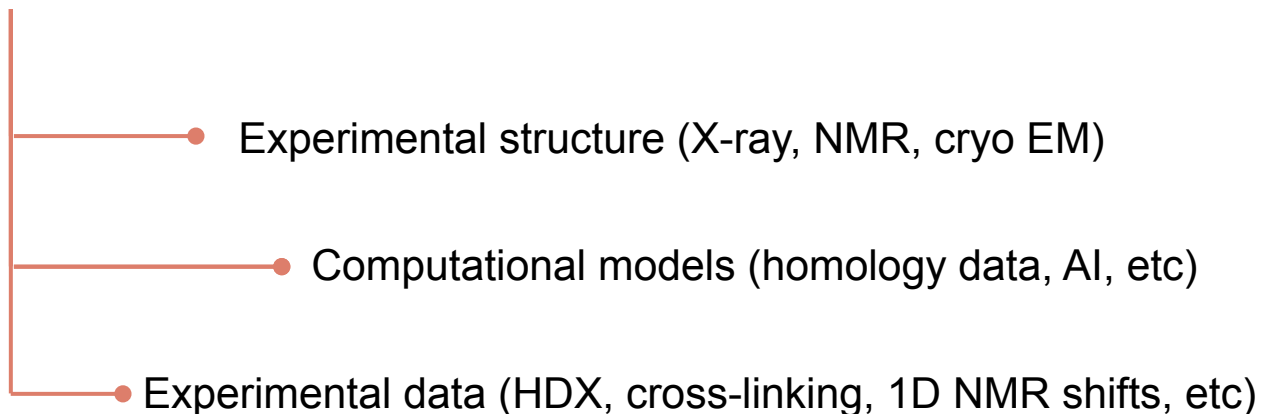 Experimental structure (X-ray, NMR, cryo EM)
Computational models (homology data, AI, etc)
Experimental data (HDX, cross-linking, 1D NMR shifts, etc)